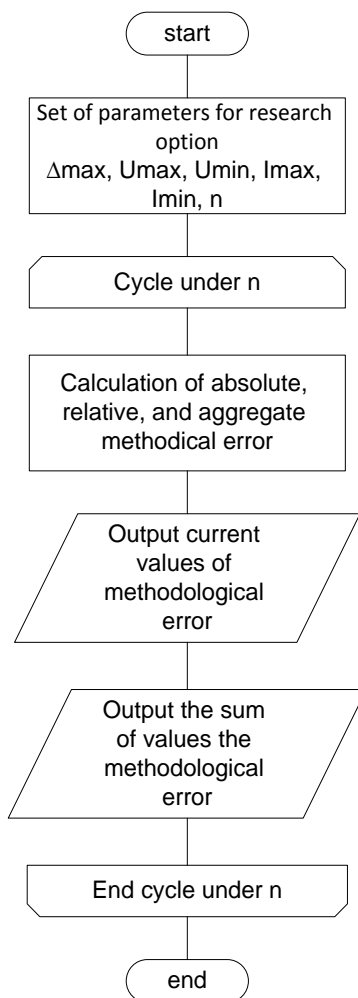 start
Set of parameters for research
option
Δmax, Umax, Umin, Imax,
Imin, n
Cycle under n
Calculation of absolute,
relative, and aggregate
methodical error
Output current
values of
methodological
error
Output the sum
of values the
methodological
error
End cycle under n
end